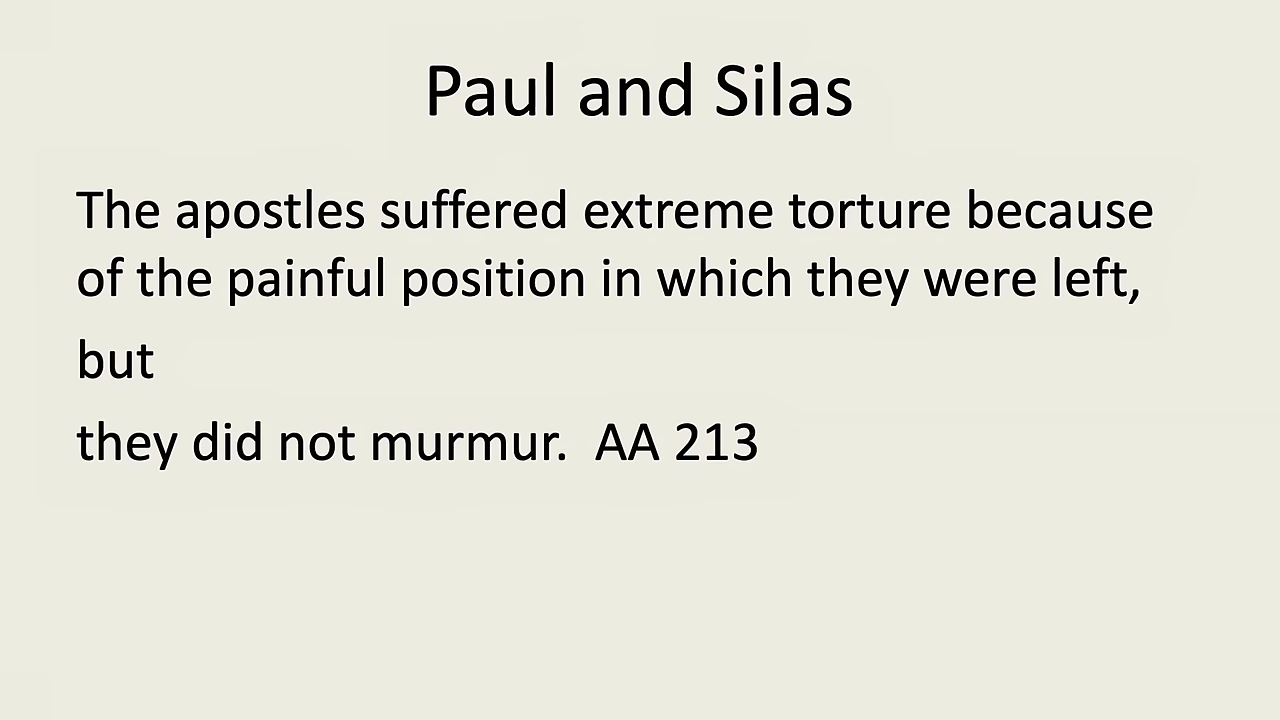 Paul and Silas
The apostles suffered extreme torture because
of the painful position in which they were left,
but
they did not murmur.  AA 213